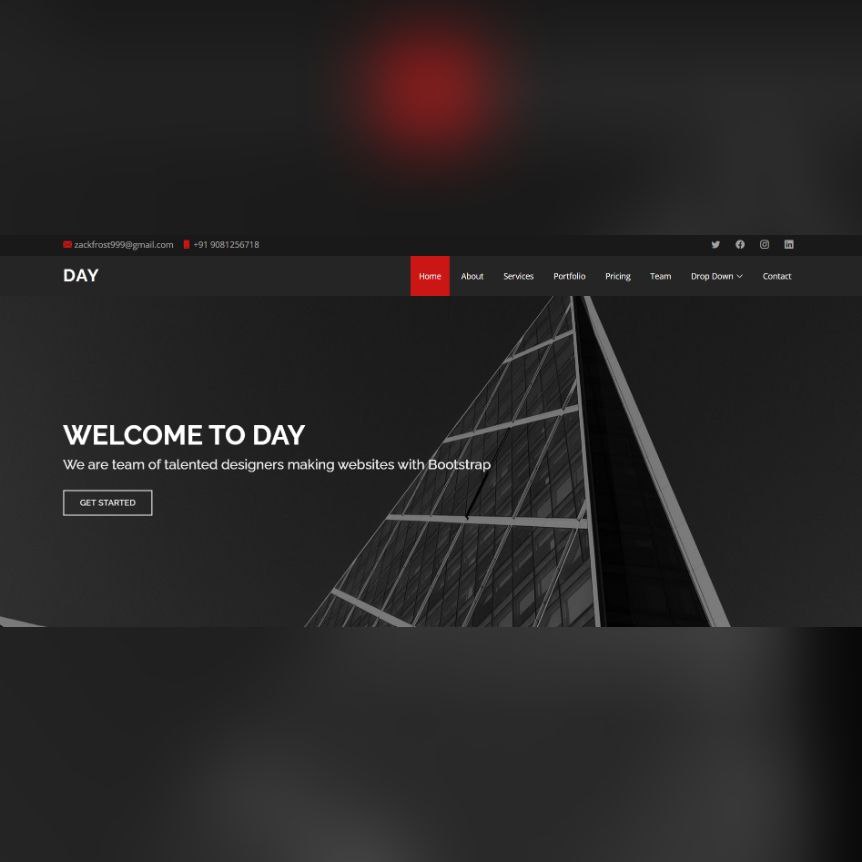 zackfrost999@gmail.com +91 9081256718
DAY Home About Services Portfolio Pricing Team Drop Down Contact
WELCOME TO DAY
We are team of talented designers making websites with Bootstrap
GET STARTED